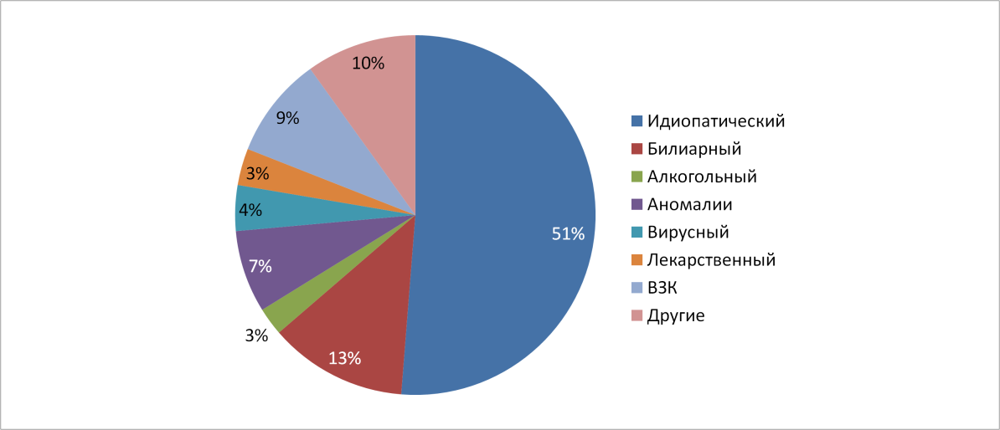 10%
9%
3%
4%
7%
3%
13%
51%
Идиопатический
Билиарный
Алкогольный
Аномалии
Вирусный
Лекарственный
ВЗК
Другие